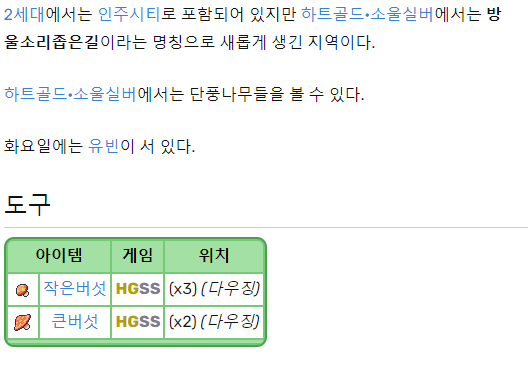 2세대에서는 인주시티로 포함되어 있지만 하트골드•소울실버에서는 방
울소리좁은길이라는 명칭으로 새롭게 생긴 지역이다.
하트골드•소울실버에서는 단풍나무들을 볼 수 있다.
화요일에는 유빈이 서 있다.
도구
아이템 게임 위치
작은버섯 HGSS (x3) (다우징)
큰버섯 HGSS (x2) (다우징)